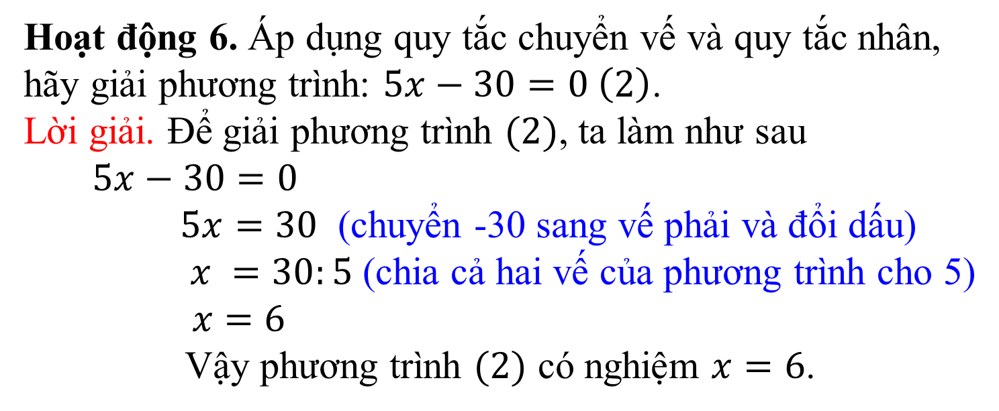 Hoạt động 6. Áp dụng quy tắc chuyển vế và quy tắc nhân,
hãy giải phương trình: 5x − 30 = 0 (2).
Lời giải. Để giải phương trình (2), ta làm như sau
5x − 30 = 0
5x = 30 (chuyển -30 sang vế phải và đổi dấu)
x = 30: 5 (chia cả hai vế của phương trình cho 5)
x = 6
Vậy phương trình (2) có nghiệm x = 6.